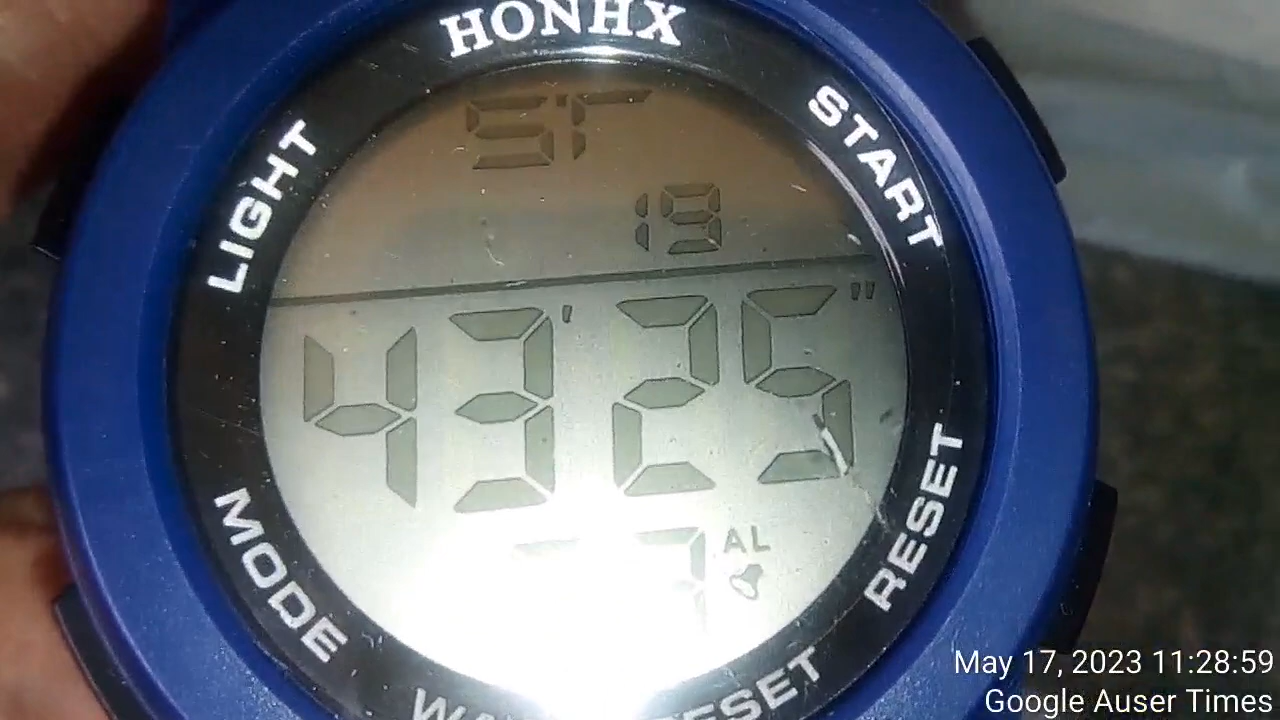 HONHX
LIGHT
START
ST
19
43' 25"
AL
MODE
RESET
May 17, 2023 11:28:59
Google Auser Times